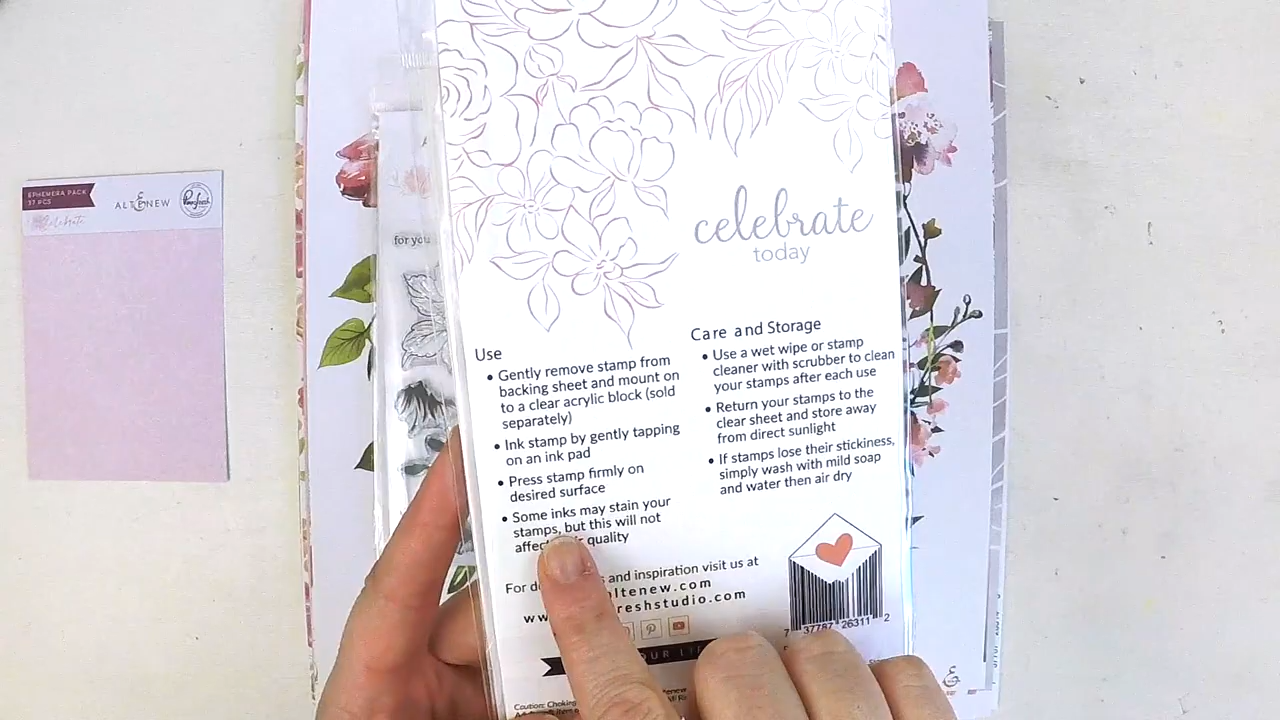 EPHEMERA PACK
37 PCS
ALTENEW
celebrate
for you
celebrate
today
Use
• Gently remove stamp from
backing sheet and mount on
to a clear acrylic block (sold
separately)
• Ink stamp by gently tapping
on an ink pad
• Press stamp firmly on
desired surface
• Some inks may stain your
stamps, but this will not
quality
Care and Storage
• Use a wet wipe or stamp
cleaner with scrubber to clean
your stamps after each use
• Return your stamps to the
clear sheet and store away
from direct sunlight
• If stamps lose their stickiness,
simply wash with mild soap
and water then air dry
For and inspiration visit us at
ltenew.com
reshstudio.com
7 37787 26311 2
Caution: Choking